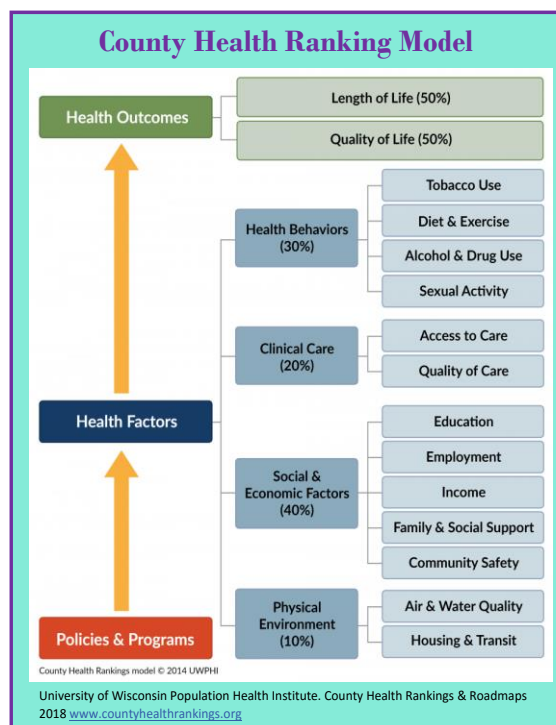 County Health Ranking Model
Health Outcomes
Length of Life (50%)
Quality of Life (50%)
Health Behaviors
(30%)
Tobacco Use
Diet & Exercise
Alcohol & Drug Use
Sexual Activity
Clinical Care
(20%)
Access to Care
Quality of Care
Health Factors
Social &
Economic Factors
(40%)
Education
Employment
Income
Family & Social Support
Community Safety
Physical
Environment
(10%)
Air & Water Quality
Housing & Transit
Policies & Programs
County Health Rankings model © 2014 UWPHI
University of Wisconsin Population Health Institute. County Health Rankings & Roadmaps
2018 www.countyhealthrankings.org